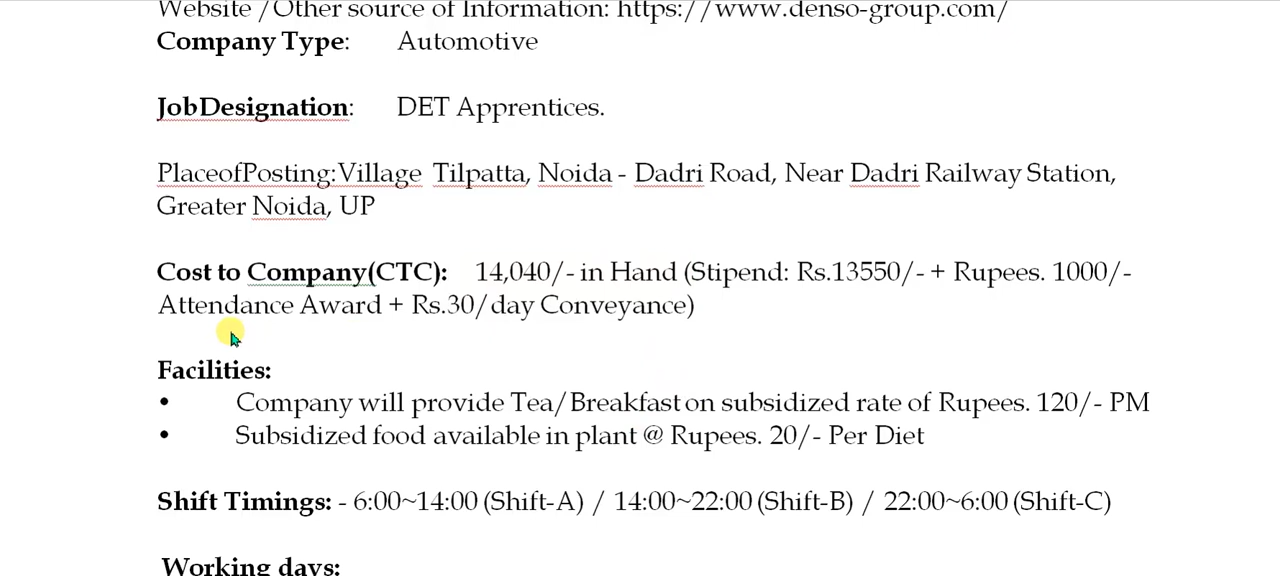 Website /Other source of Information: https://www.denso-group.com/
Company Type: Automotive
JobDesignation: DET Apprentices.
PlaceofPosting:Village Tilpatta, Noida - Dadri Road, Near Dadri Railway Station,
Greater Noida, UP
Cost to Company(CTC): 14,040/- in Hand (Stipend: Rs.13550/- + Rupees. 1000/-
Attendance Award + Rs.30/day Conveyance)
Facilities:
• Company will provide Tea/Breakfast on subsidized rate of Rupees. 120/- PM
• Subsidized food available in plant @ Rupees. 20/- Per Diet
Shift Timings: - 6:00~14:00 (Shift-A) / 14:00~22:00 (Shift-B) / 22:00~6:00 (Shift-C)
Working days: